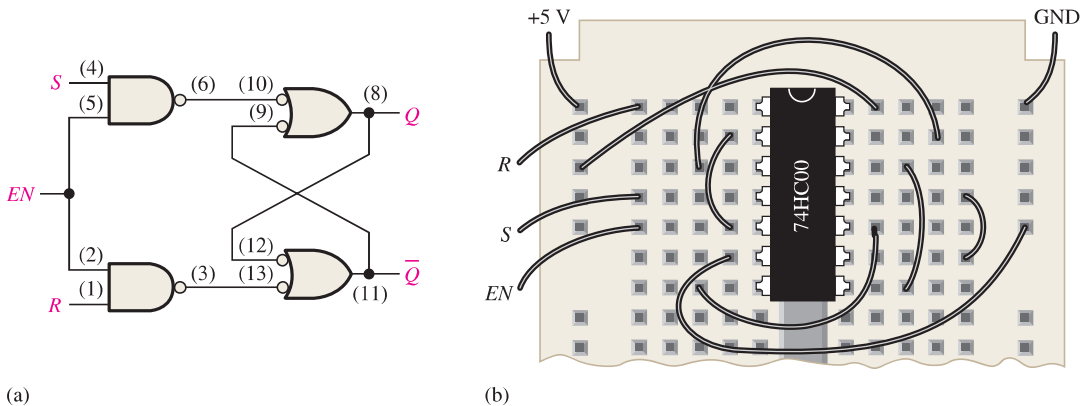 +5 V GND
S (4) (5) (6) (10) (9) (8) Q
EN
(2) (1) R (3) (12) (13) (11) Q̅
R
S
EN
74HC00
(a) (b)